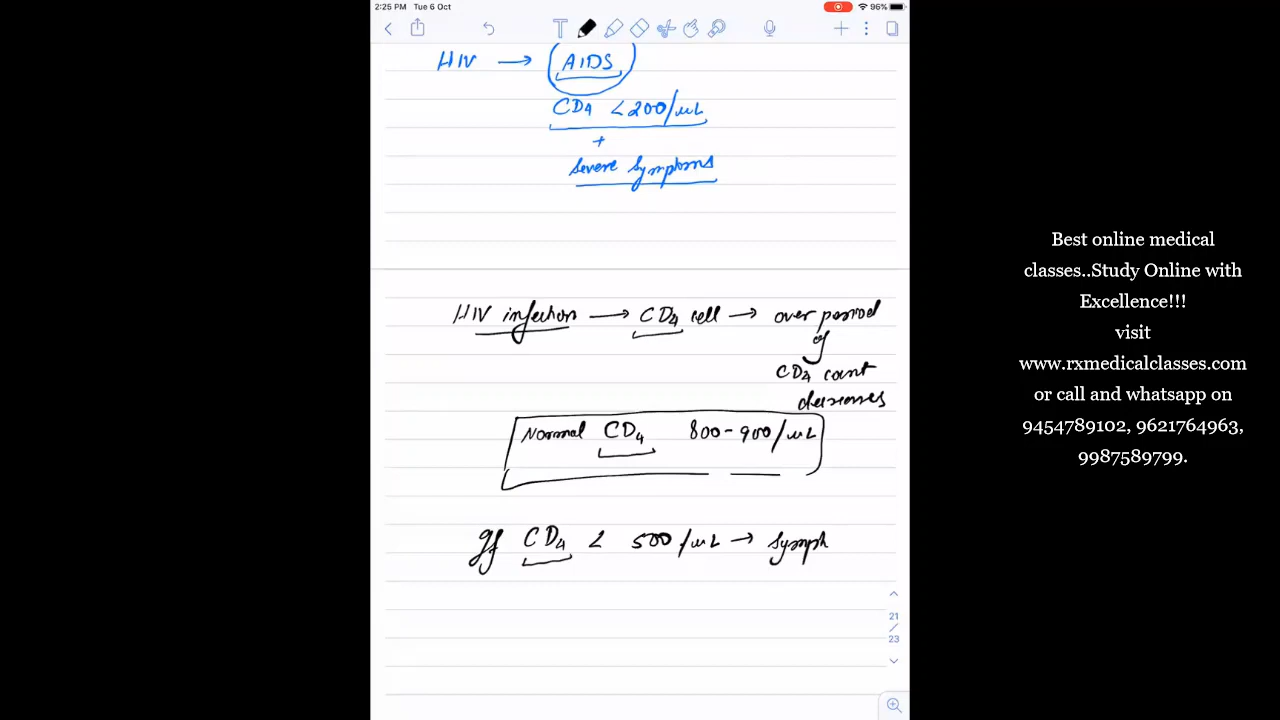 2:25 PM Tue 6 Oct
96%
HIV → AIDS
CD4 <200/uL
+
Severe Symptoms
HIV infection → CD4 cell → over period
of
CD4 count
decreases
Normal CD4 800-900/uL
If CD4 < 500/uL → Symph
21
/
23
Best online medical
classes..Study Online with
Excellence!!!
visit
www.rxmedicalclasses.com
or call and whatsapp on
9454789102, 9621764963,
9987589799.